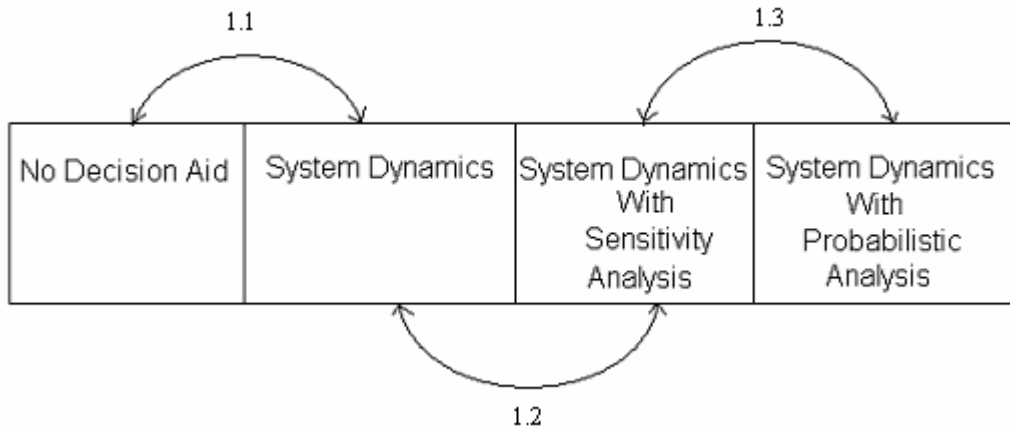 1.1
1.3
No Decision Aid
System Dynamics
System Dynamics
With
Sensitivity
Analysis
System Dynamics
With
Probabilistic
Analysis
1.2